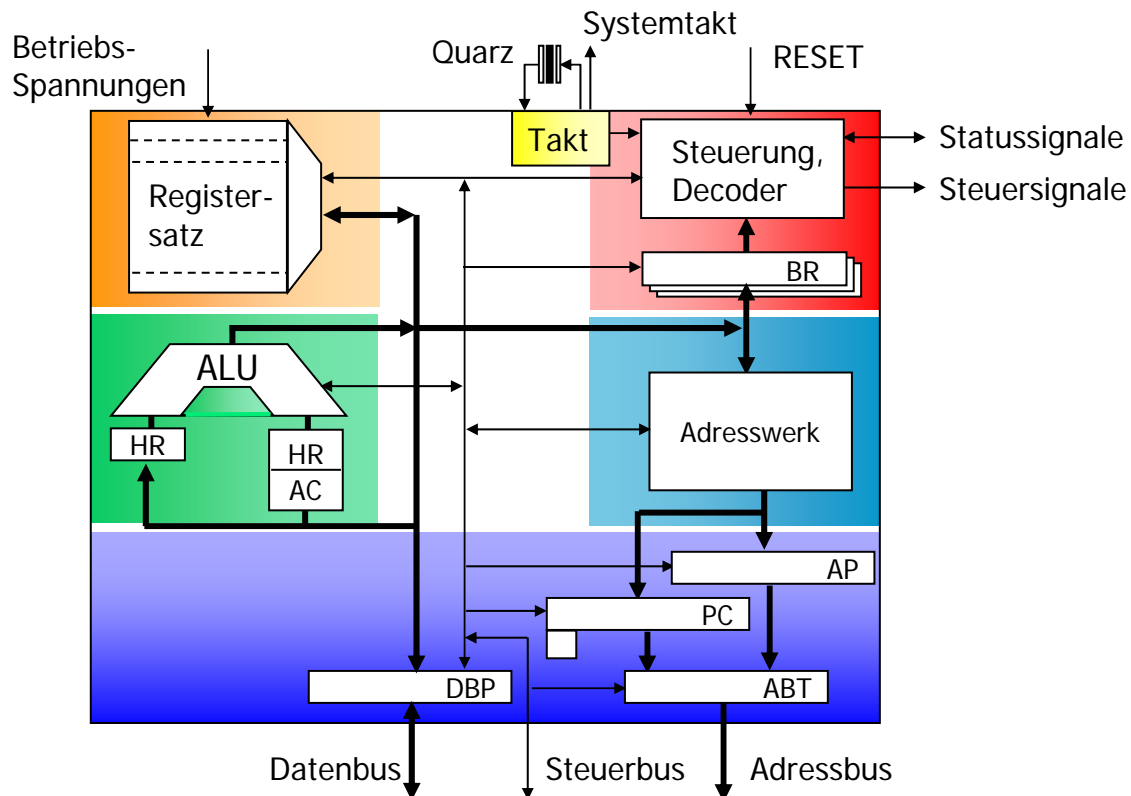 Systemtakt
Betriebs-
Spannungen
Quarz
RESET
Takt
Steuerung,
Decoder
Statussignale
Steuersignale
Register-
satz
BR
ALU
HR
HR
AC
Adresswerk
AP
PC
DBP
ABT
Datenbus
Steuerbus
Adressbus